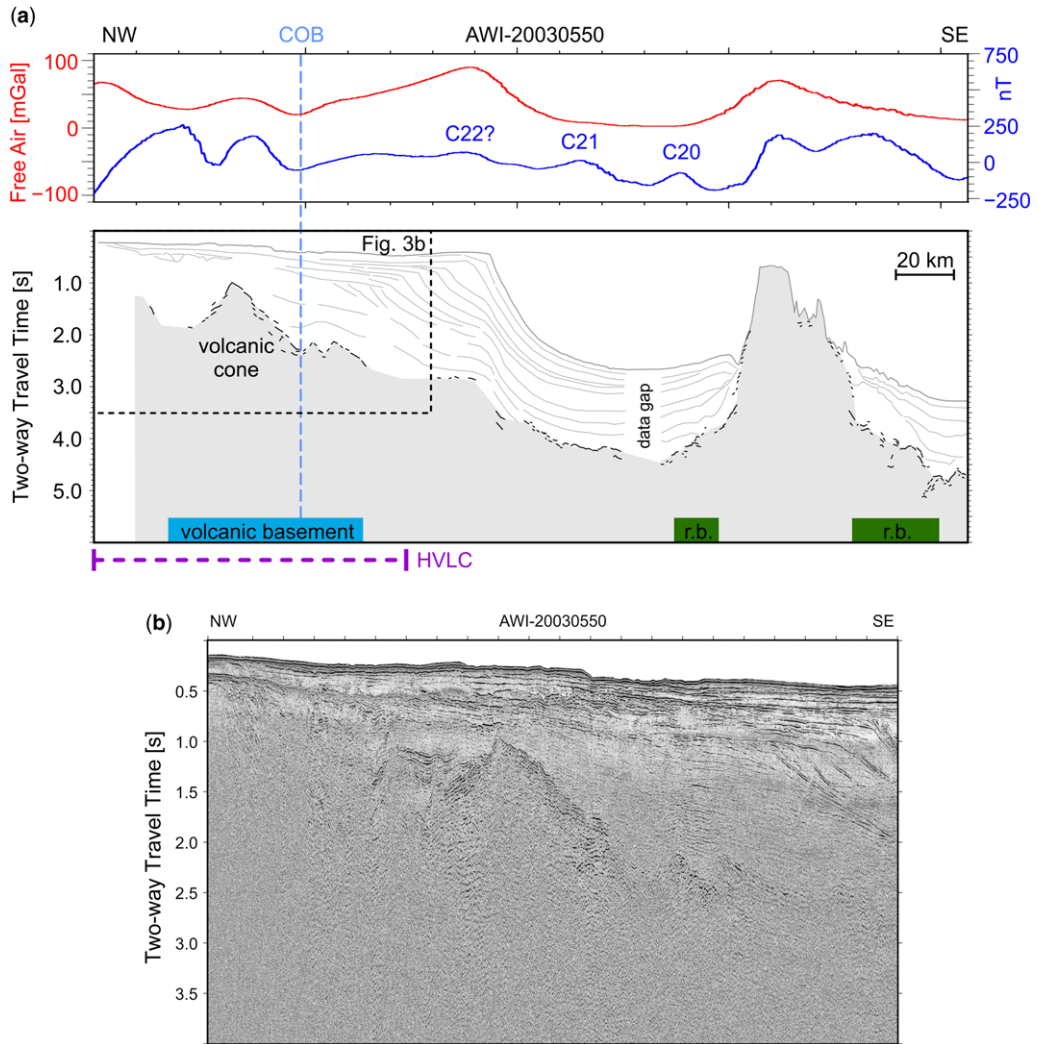 (a)
NW COB AWI-20030550 SE
Free Air [mGal]
100
0
−100
nT
750
500
250
0
−250
C22? C21 C20
Fig. 3b
20 km
Two-way Travel Time [s]
1.0
2.0
3.0
4.0
5.0
volcanic
cone
data gap
volcanic basement r.b. r.b.
HVLC
(b)
NW AWI-20030550 SE
Two-way Travel Time [s]
0.5
1.0
1.5
2.0
2.5
3.0
3.5